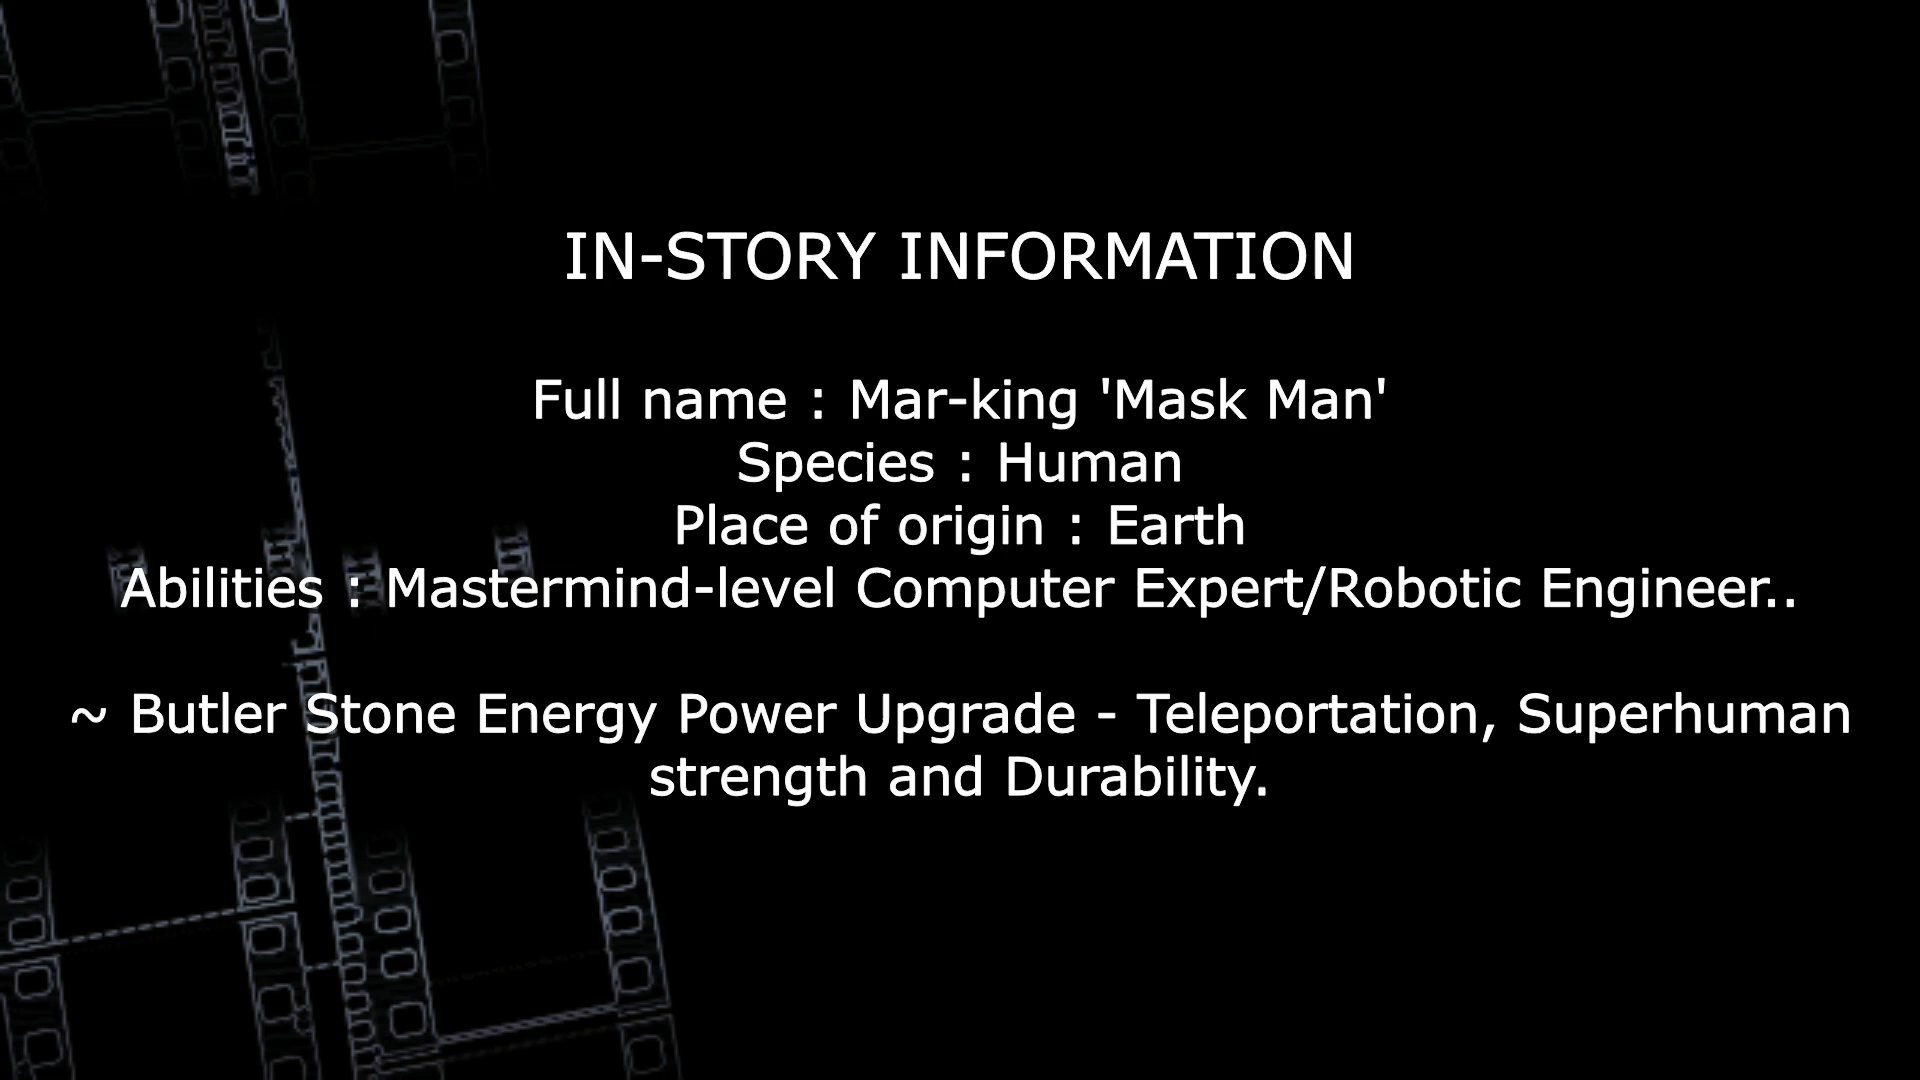 IN-STORY INFORMATION
Full name : Mar-king 'Mask Man'
Species : Human
Place of origin : Earth
Abilities : Mastermind-level Computer Expert/Robotic Engineer..
~ Butler Stone Energy Power Upgrade - Teleportation, Superhuman
strength and Durability.